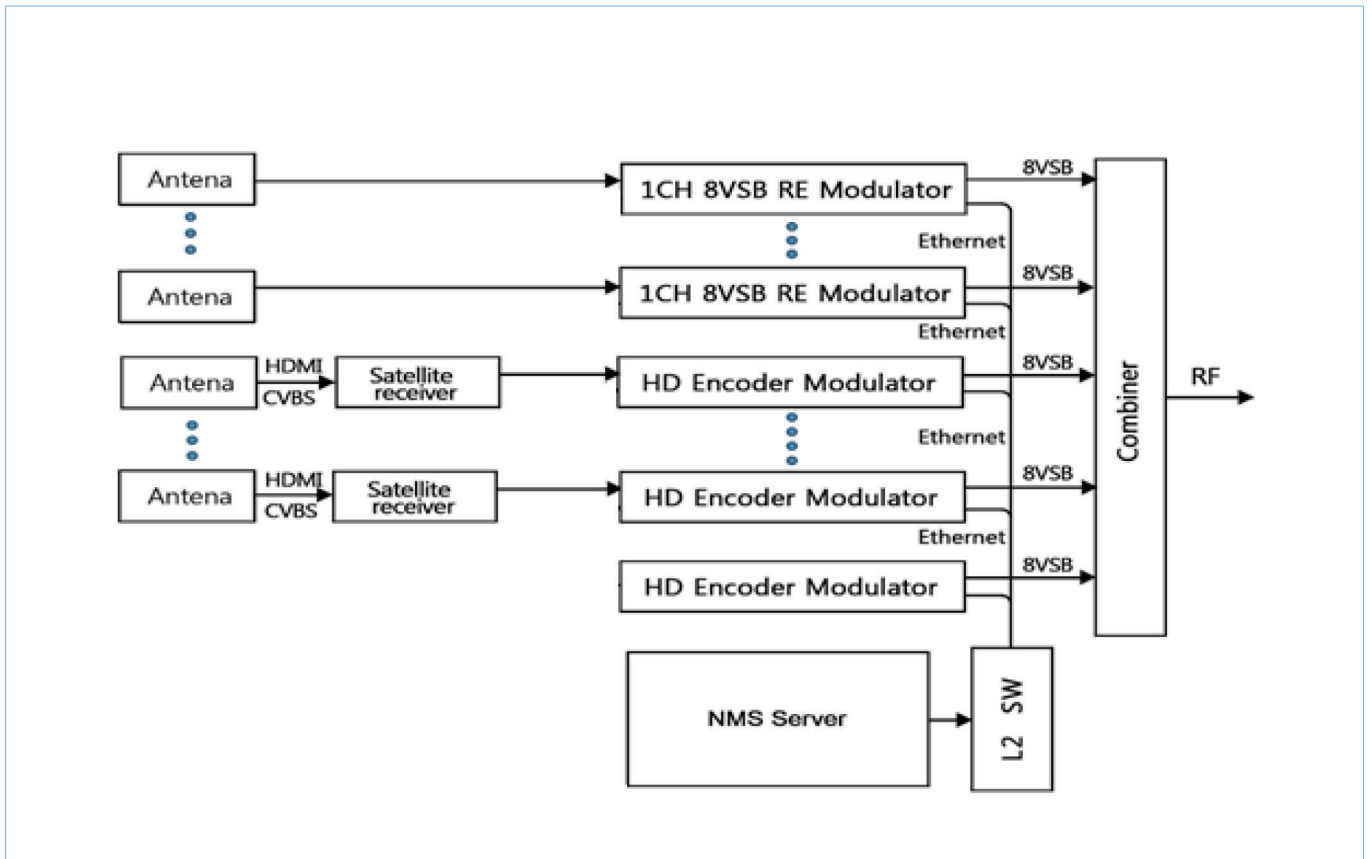 Antena
1CH 8VSB RE Modulator
8VSB
Ethernet
Antena
1CH 8VSB RE Modulator
8VSB
Ethernet
Antena
HDMI
CVBS
Satellite
receiver
HD Encoder Modulator
8VSB
Ethernet
Antena
HDMI
CVBS
Satellite
receiver
HD Encoder Modulator
8VSB
Ethernet
HD Encoder Modulator
8VSB
Combiner
RF
NMS Server
L2 SW